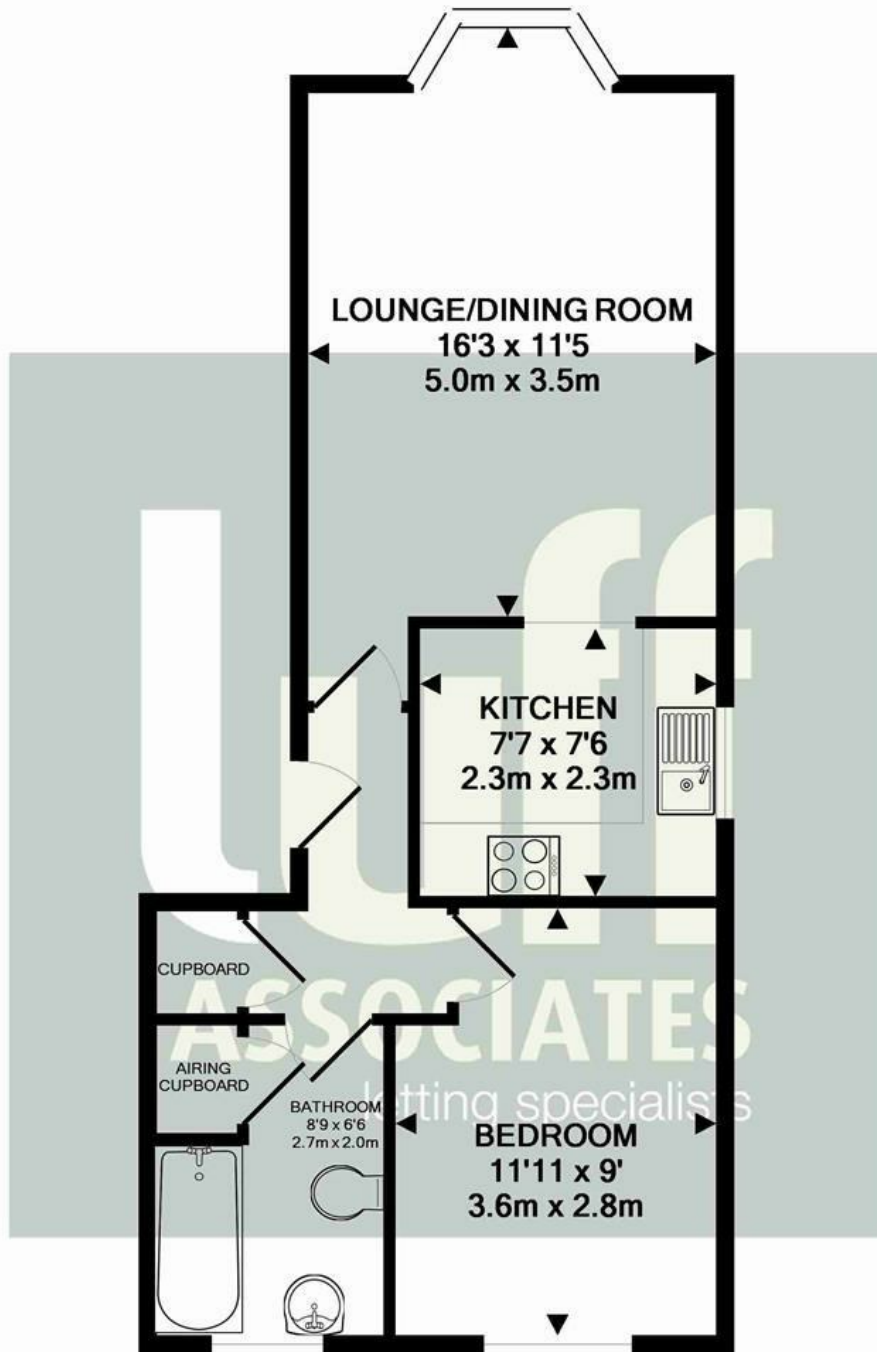 LOUNGE/DINING ROOM
16'3 x 11'5
5.0m x 3.5m
luff
KITCHEN
7'7 x 7'6
2.3m x 2.3m
CUPBOARD
ASSOCIATES
AIRING
CUPBOARD
letting specialists
BATHROOM
8'9 x 6'6
2.7m x 2.0m
BEDROOM
11'11 x 9'
3.6m x 2.8m